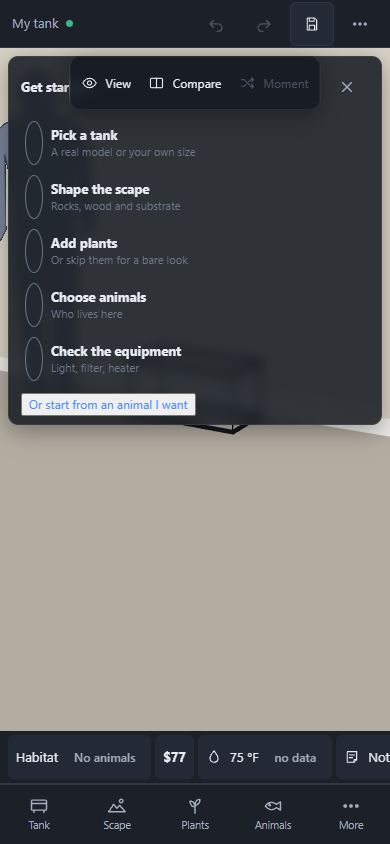 My tank
Get star
View
Compare
Moment
Pick a tank
A real model or your own size
Shape the scape
Rocks, wood and substrate
Add plants
Or skip them for a bare look
Choose animals
Who lives here
Check the equipment
Light, filter, heater
Or start from an animal I want
Habitat No animals $77 75 °F no data Not
Tank Scape Plants Animals More